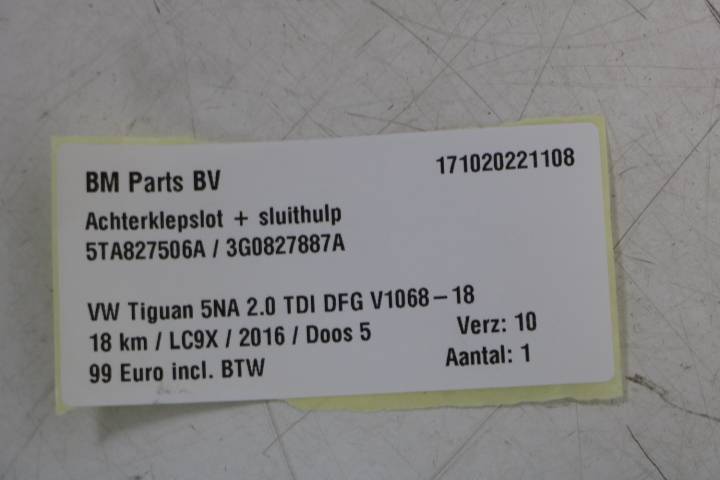 BM Parts BV 171020221108
Achterklepslot + sluithulp
5TA827506A / 3G0827887A
VW Tiguan 5NA 2.0 TDI DFG V1068-18
18 km / LC9X / 2016 / Doos 5 Verz: 10
99 Euro incl. BTW Aantal: 1